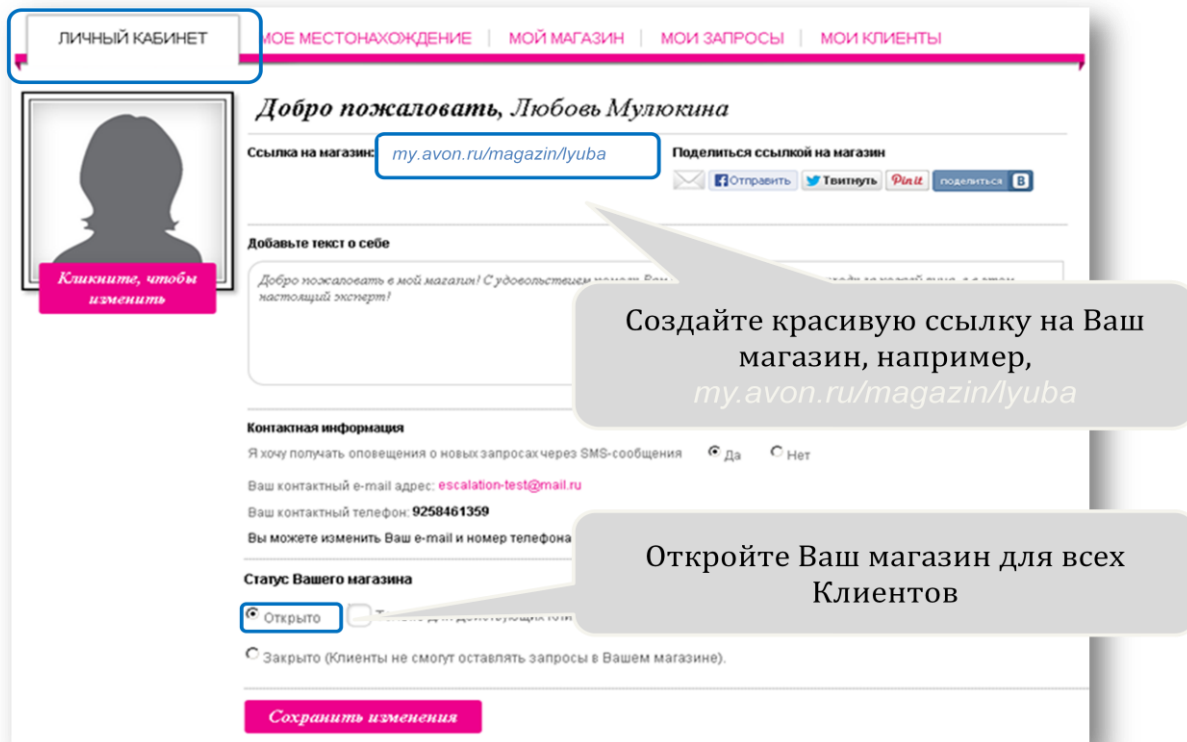 ЛИЧНЫЙ КАБИНЕТ
МОЕ МЕСТОНАХОЖДЕНИЕ | МОЙ МАГАЗИН | МОИ ЗАПРОСЫ | МОИ КЛИЕНТЫ
Добро пожаловать, Любовь Мулюкина
Ссылка на магазин: my.avon.ru/magazin/lyuba
Поделиться ссылкой на магазин
Отправить Твитнуть Pin it поделиться В
Кликните, чтобы
изменить
Добавьте текст о себе
Добро пожаловать в мой магазин! С удовольствием
настоящий эксперт!
Создайте красивую ссылку на Ваш
магазин, например,
my.avon.ru/magazin/lyuba
Контактная информация
Я хочу получать оповещения о новых запросах через SMS-сообщения Да Нет
Ваш контактный e-mail адрес: escalation-test@mail.ru
Ваш контактный телефон: 9258461359
Вы можете изменить Ваш e-mail и номер телефона
Откройте Ваш магазин для всех
Клиентов
Статус Вашего магазина
Открыто
Закрыто (Клиенты не смогут оставлять запросы в Вашем магазине).
Сохранить изменения